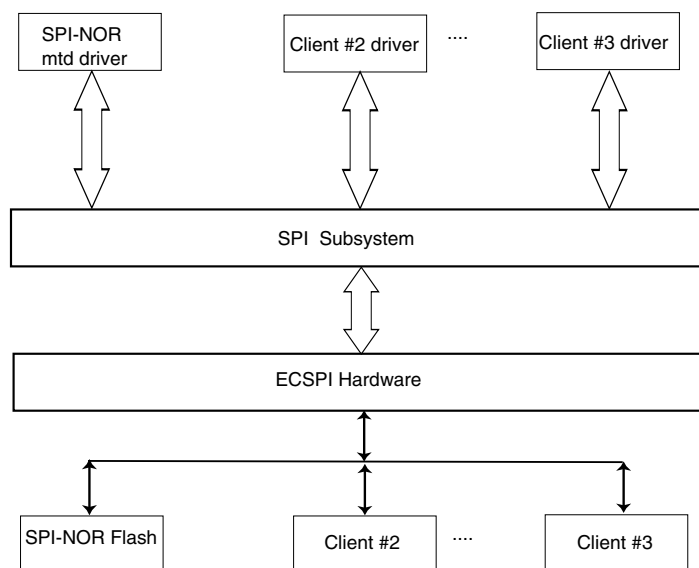 SPI-NOR
mtd driver
Client #2 driver
....
Client #3 driver
SPI Subsystem
ECSPI Hardware
SPI-NOR Flash
Client #2
....
Client #3